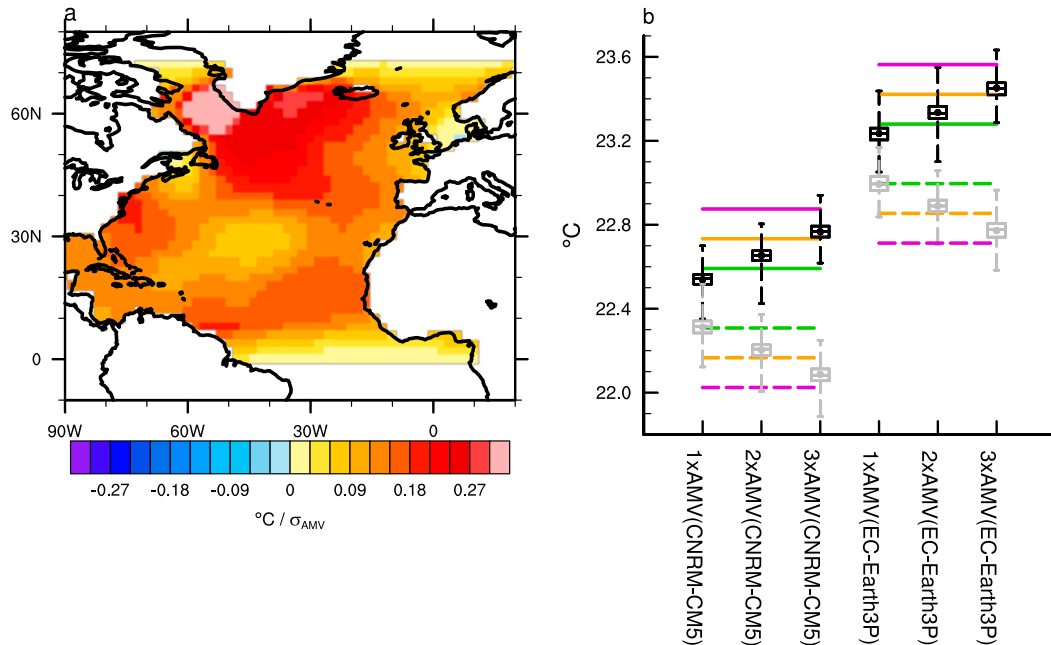 a
60N
30N
0
90W 60W 30W 0
-0.27 -0.18 -0.09 0 0.09 0.18 0.27
°C / σAMV
b
°C
23.6
23.2
22.8
22.4
22.0
1xAMV(CNRM-CM5)
2xAMV(CNRM-CM5)
3xAMV(CNRM-CM5)
1xAMV(EC-Earth3P)
2xAMV(EC-Earth3P)
3xAMV(EC-Earth3P)